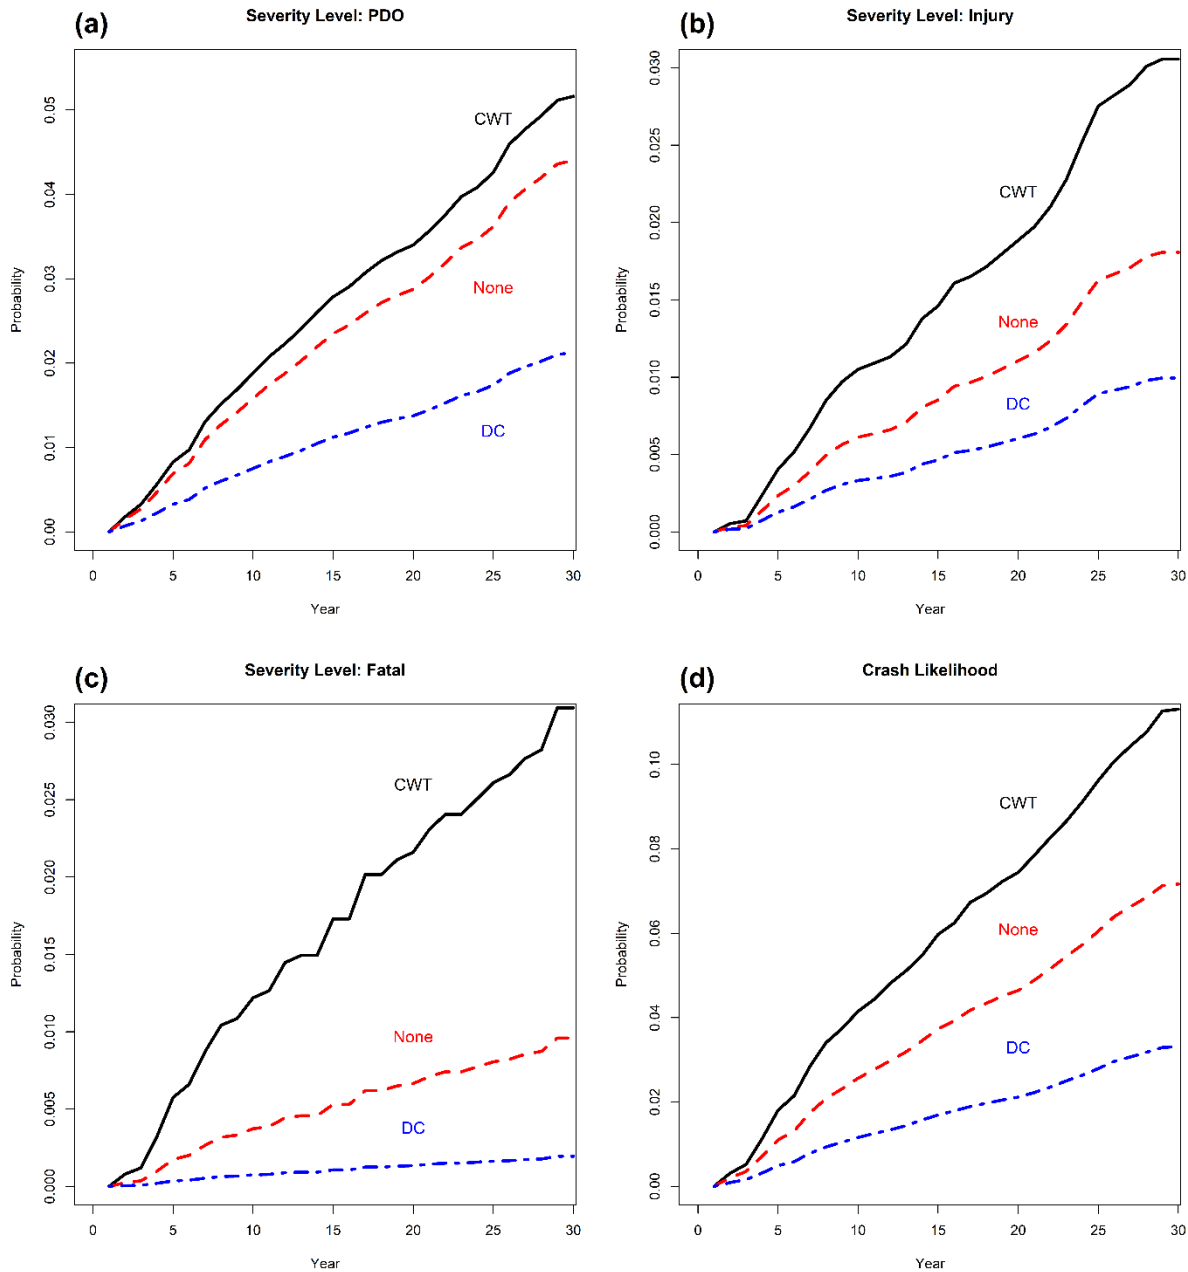 (a)
Severity Level: PDO
0.05
0.04
0.03
0.02
0.01
0.00
Probability
CWT
None
DC
0 5 10 15 20 25 30
Year
(b)
Severity Level: Injury
0.030
0.025
0.020
0.015
0.010
0.005
0.000
Probability
CWT
None
DC
0 5 10 15 20 25 30
Year
(c)
Severity Level: Fatal
0.030
0.025
0.020
0.015
0.010
0.005
0.000
Probability
CWT
None
DC
0 5 10 15 20 25 30
Year
(d)
Crash Likelihood
0.10
0.08
0.06
0.04
0.02
0.00
Probability
CWT
None
DC
0 5 10 15 20 25 30
Year